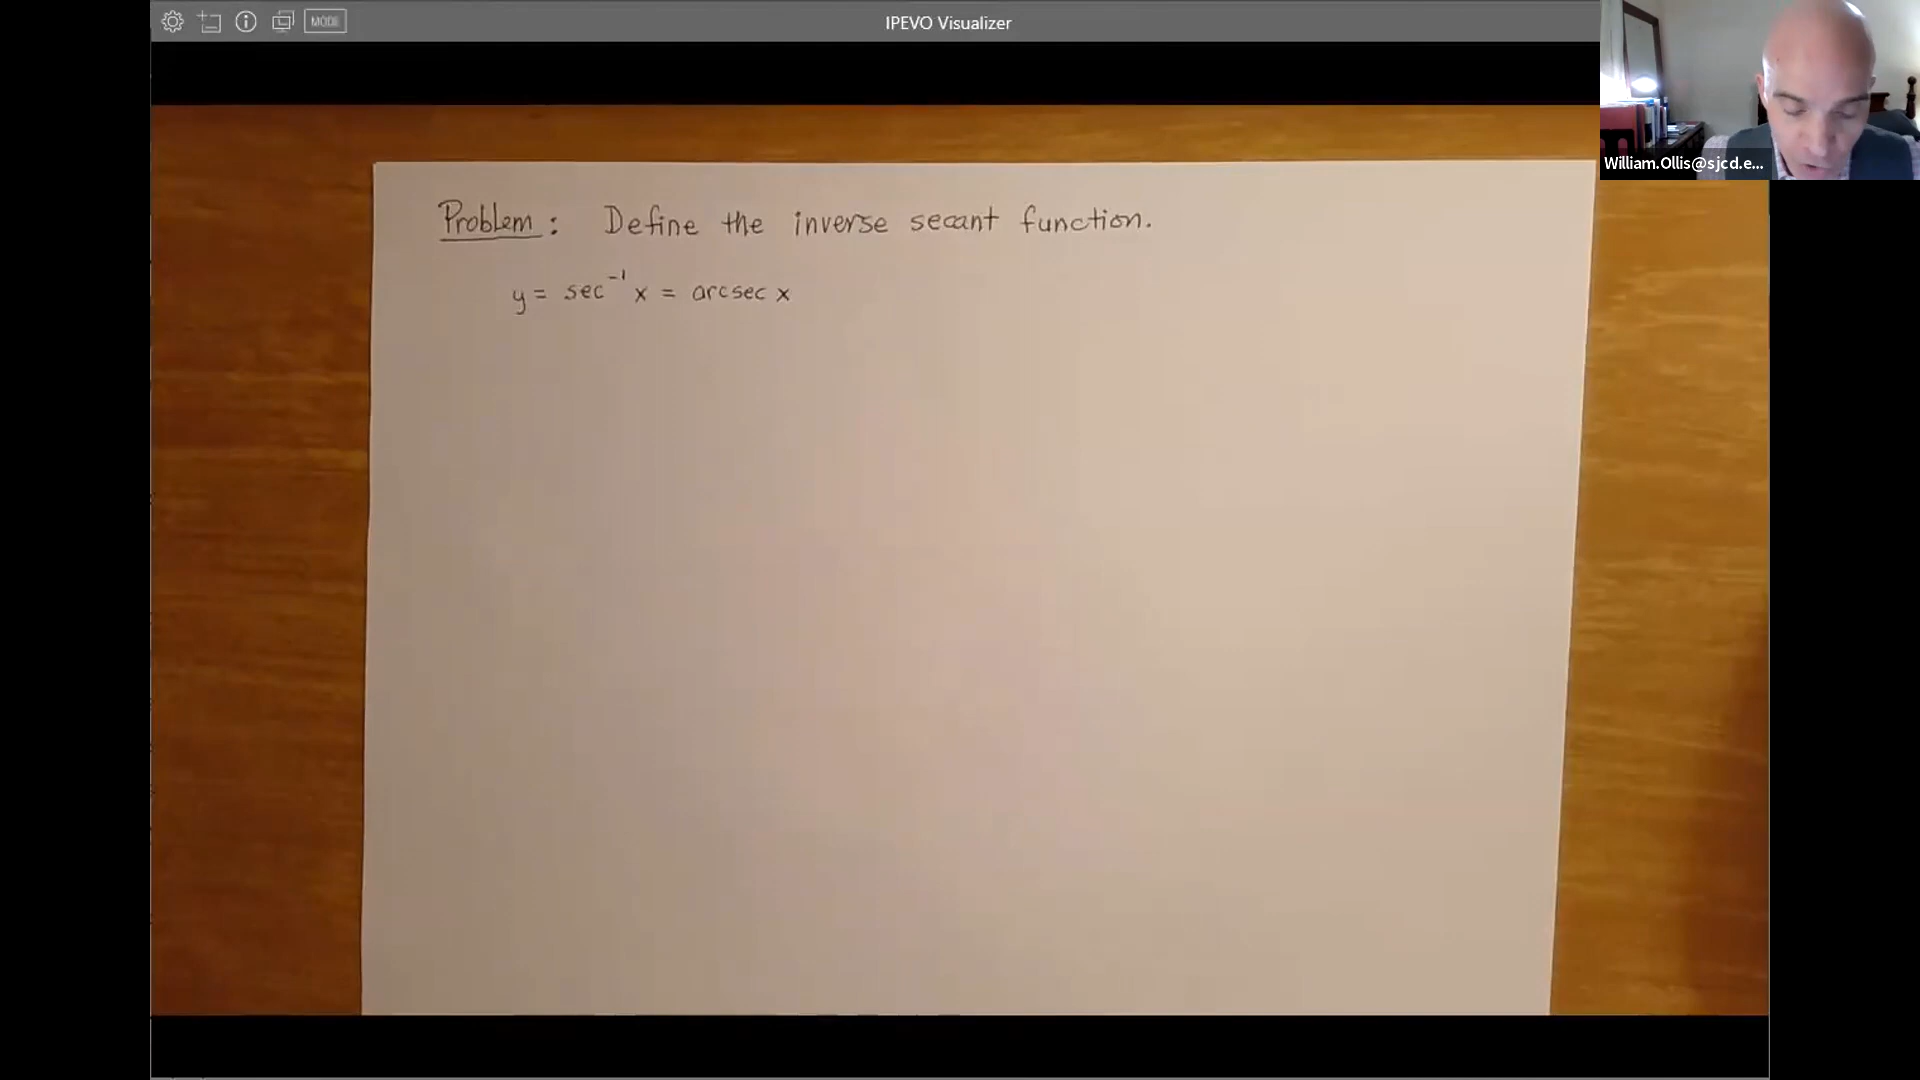 MODE
IPEVO Visualizer
William.Ollis@sjcd.e...
Problem: Define the inverse secant function.
y = sec⁻¹ x = arcsec x